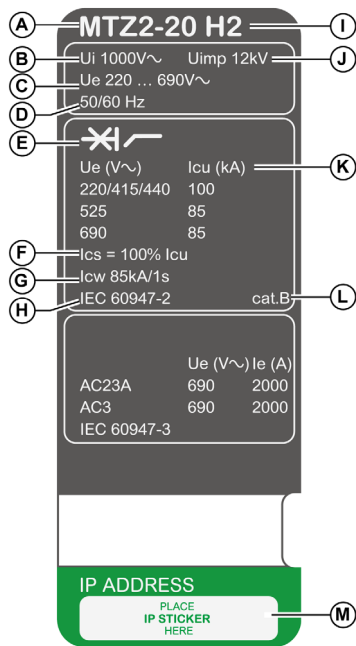 A MTZ2-20 H2 I
B Ui 1000V∿ Uimp 12kV J
C Ue 220 ... 690V∿
D 50/60 Hz
E
Ue (V∿) Icu (kA) K
220/415/440 100
525 85
690 85
F Ics = 100% Icu
G Icw 85kA/1s
H IEC 60947-2 cat.B L
Ue (V∿) Ie (A)
AC23A 690 2000
AC3 690 2000
IEC 60947-3
IP ADDRESS
PLACE
IP STICKER M
HERE